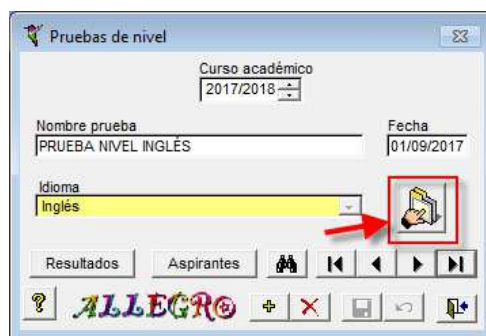 Pruebas de nivel
Curso académico
2017/2018
Nombre prueba
Fecha
PRUEBA NIVEL INGLÉS
01/09/2017
Idioma
Inglés
Resultados
Aspirantes
?
ALLEGRO